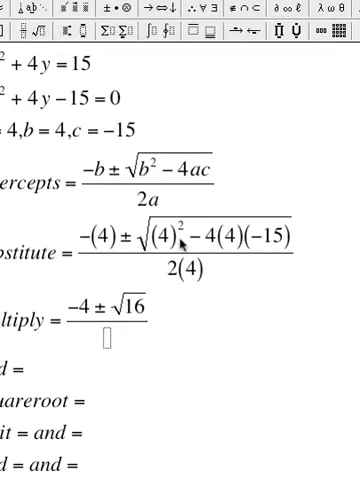 ² + 4y = 15
² + 4y − 15 = 0
= 4, b = 4, c = −15
ercepts = (−b ± √(b² − 4ac)) / 2a
ostitute = (−(4) ± √((4)² − 4(4)(−15))) / 2(4)
ltiply = (−4 ± √16) / ▯
d =
uareroot =
it = and =
d = and =